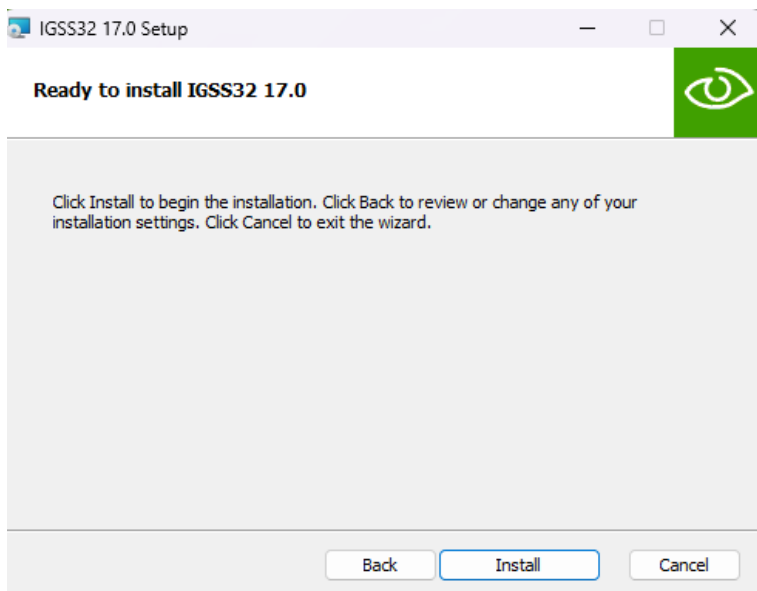 IGSS32 17.0 Setup
Ready to install IGSS32 17.0
Click Install to begin the installation. Click Back to review or change any of your
installation settings. Click Cancel to exit the wizard.
Back
Install
Cancel